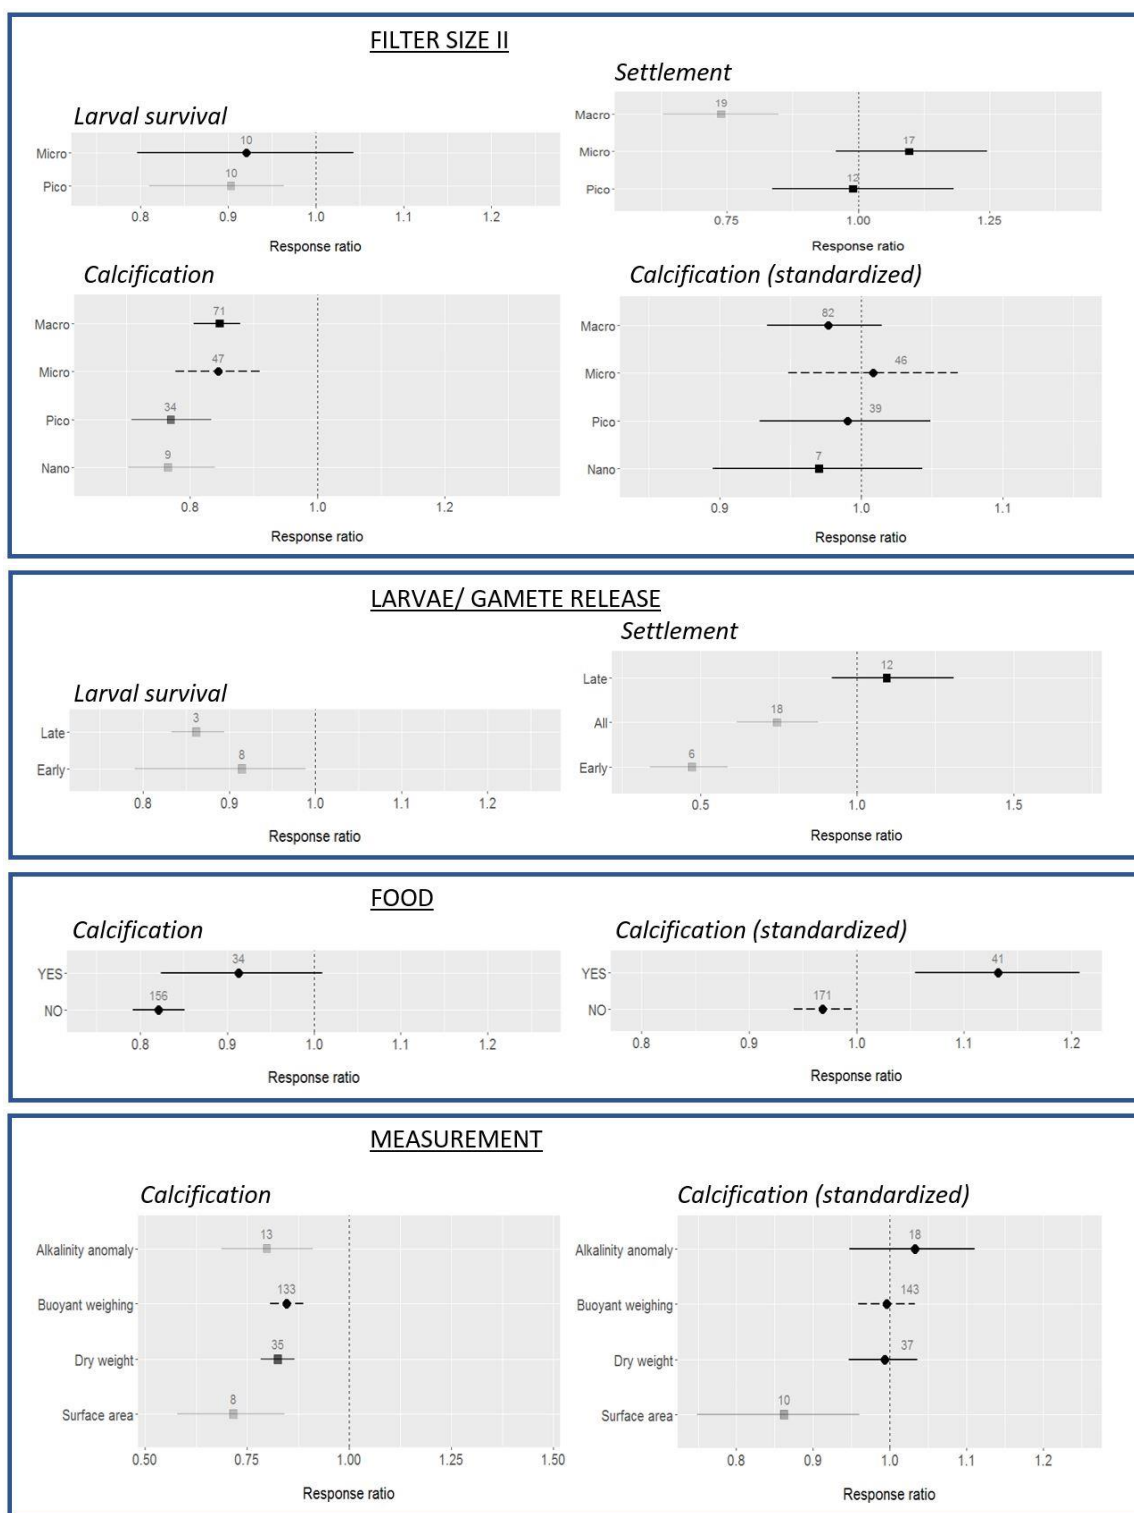 FILTER SIZE II
Larval survival
Micro
10
Pico
10
0.8 0.9 1.0 1.1 1.2
Response ratio
Settlement
Macro
19
Micro
17
Pico
12
0.75 1.00 1.25
Response ratio
Calcification
Macro
71
Micro
47
Pico
34
Nano
9
0.8 1.0 1.2
Response ratio
Calcification (standardized)
Macro
82
Micro
46
Pico
39
Nano
7
0.9 1.0 1.1
Response ratio
LARVAE/ GAMETE RELEASE
Larval survival
Late
3
Early
8
0.8 0.9 1.0 1.1 1.2
Response ratio
Settlement
Late
12
All
18
Early
6
0.5 1.0 1.5
Response ratio
FOOD
Calcification
YES
34
NO
156
0.8 0.9 1.0 1.1 1.2
Response ratio
Calcification (standardized)
YES
41
NO
171
0.8 0.9 1.0 1.1 1.2
Response ratio
MEASUREMENT
Calcification
Alkalinity anomaly
13
Buoyant weighing
133
Dry weight
35
Surface area
8
0.50 0.75 1.00 1.25 1.50
Response ratio
Calcification (standardized)
Alkalinity anomaly
18
Buoyant weighing
143
Dry weight
37
Surface area
10
0.8 0.9 1.0 1.1 1.2
Response ratio